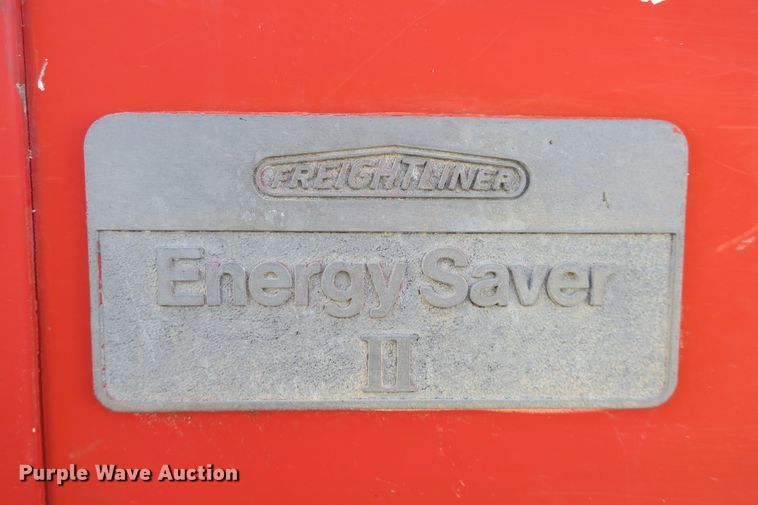 FREIGHTLINER
Energy Saver
II
Purple Wave Auction